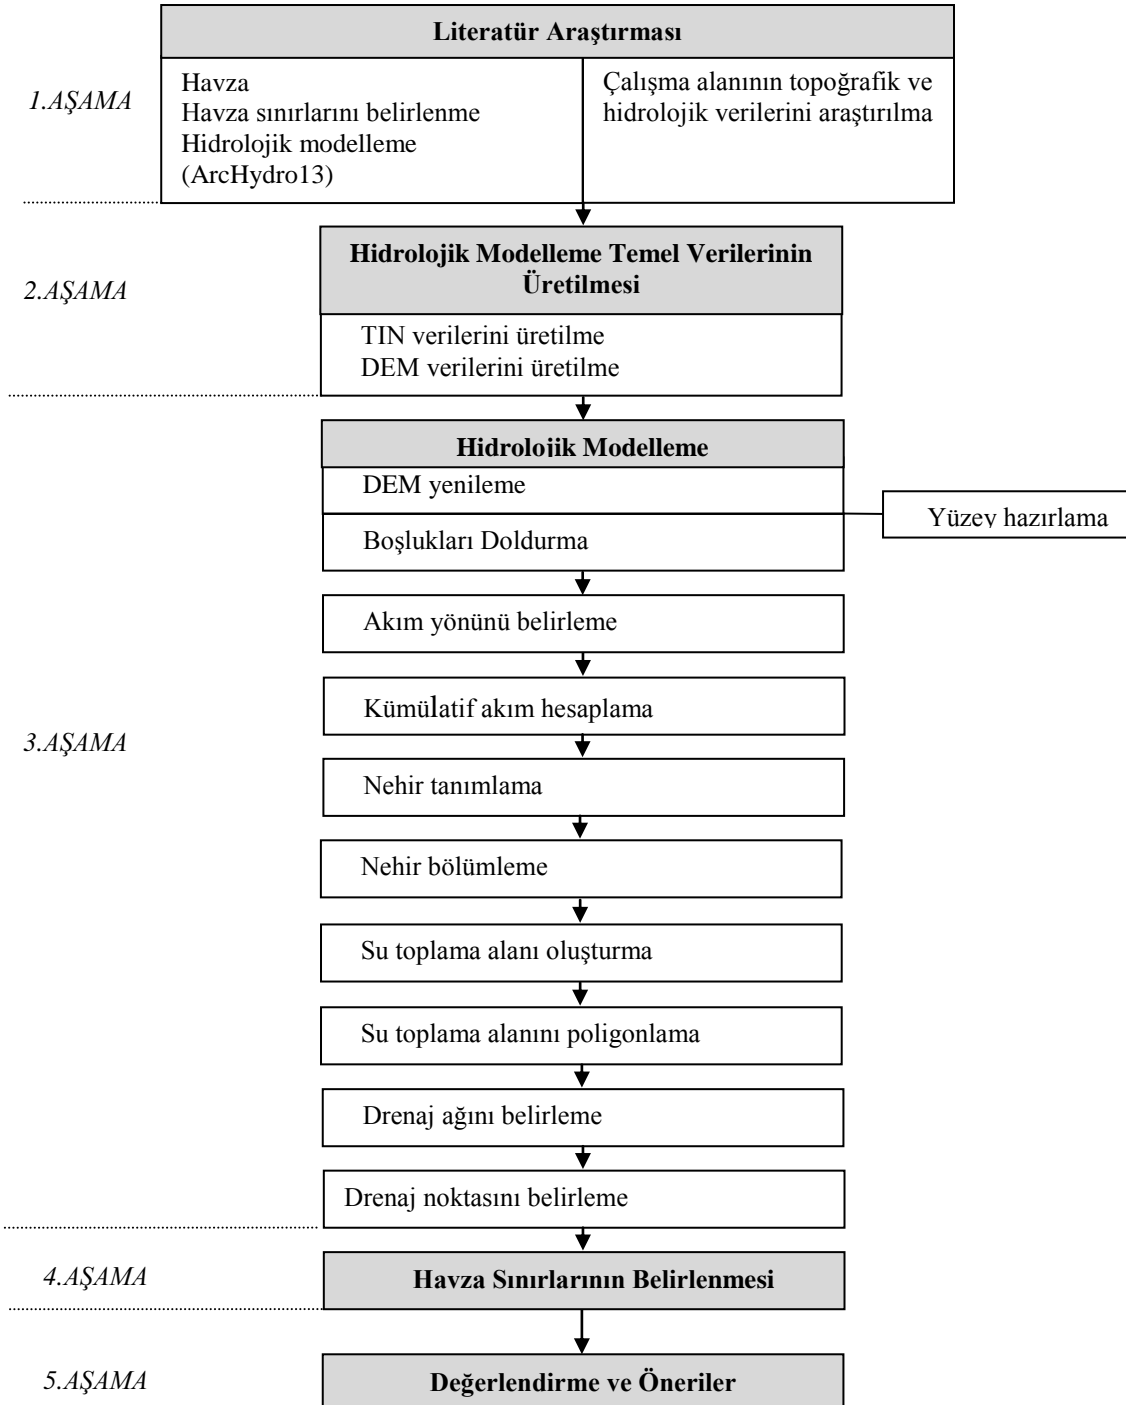 Literatür Araştırması
1.AŞAMA
Havza
Havza sınırlarını belirlenme
Hidrolojik modelleme
(ArcHydro13)
Çalışma alanının topoğrafik ve
hidrolojik verilerini araştırılma
2.AŞAMA
Hidrolojik Modelleme Temel Verilerinin
Üretilmesi
TIN verilerini üretilme
DEM verilerini üretilme
3.AŞAMA
Hidrolojik Modelleme
DEM yenileme
Yüzey hazırlama
Boşlukları Doldurma
Akım yönünü belirleme
Kümülatif akım hesaplama
Nehir tanımlama
Nehir bölümleme
Su toplama alanı oluşturma
Su toplama alanını poligonlama
Drenaj ağını belirleme
Drenaj noktasını belirleme
4.AŞAMA
Havza Sınırlarının Belirlenmesi
5.AŞAMA
Değerlendirme ve Öneriler